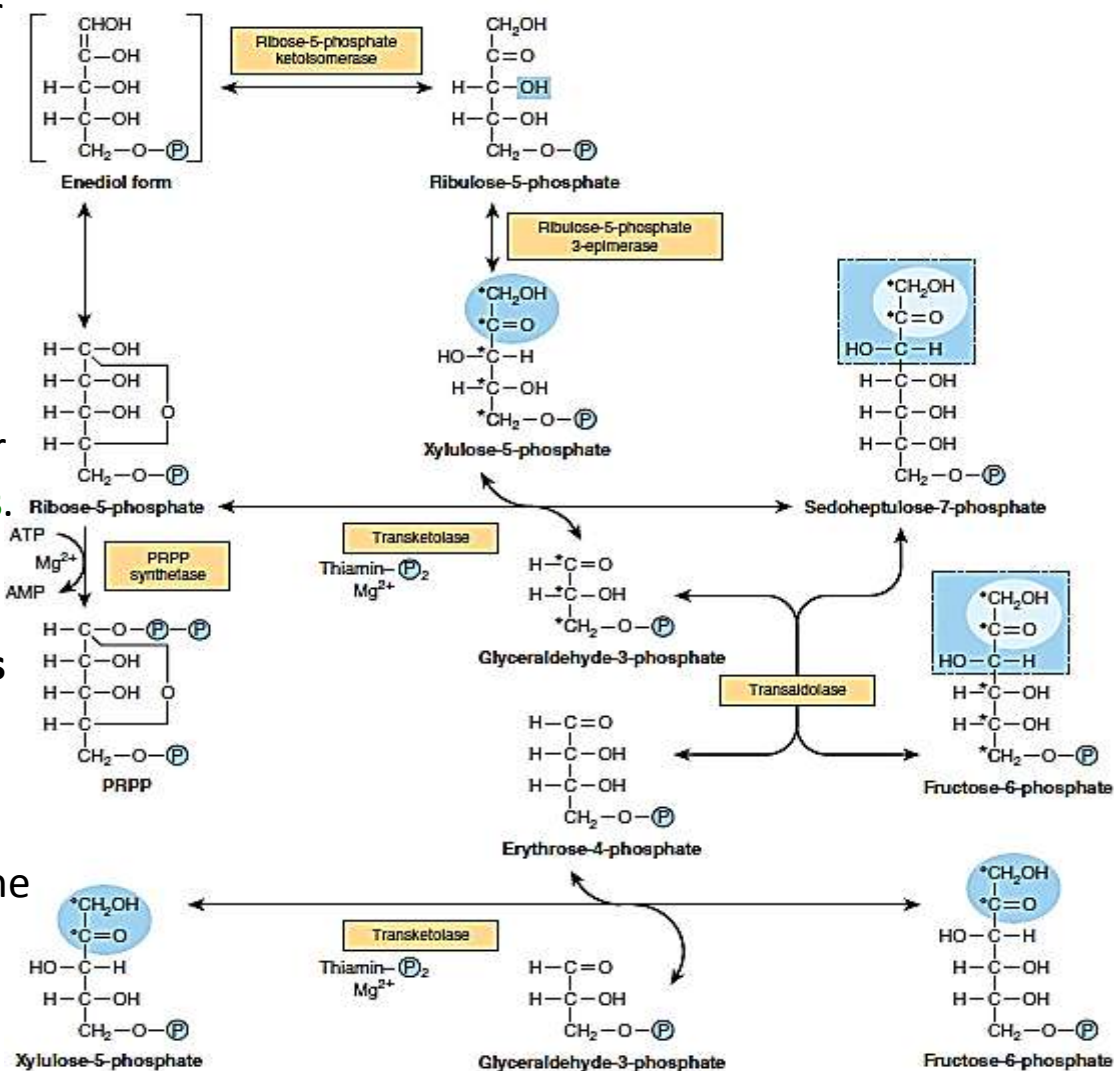 CHOH
C—OH
H—C—OH
H—C—OH
CH₂—O—Ⓟ
Enediol form
Ribose-5-phosphate
ketoisomerase
CH₂OH
C=O
H—C—OH
H—C—OH
CH₂—O—Ⓟ
Ribulose-5-phosphate
Ribulose-5-phosphate
3-epimerase
*CH₂OH
*C=O
HO—*C—H
H—*C—OH
*CH₂—O—Ⓟ
Xylulose-5-phosphate
*CH₂OH
*C=O
HO—C—H
H—C—OH
H—C—OH
H—C—OH
CH₂—O—Ⓟ
Sedoheptulose-7-phosphate
H—C—OH
H—C—OH
H—C—OH
O
H—C
CH₂—O—Ⓟ
Ribose-5-phosphate
ATP
Mg²⁺
AMP
PRPP
synthetase
H—C—O—Ⓟ—Ⓟ
H—C—OH
H—C—OH
O
H—C
CH₂—O—Ⓟ
PRPP
Transketolase
Thiamin–Ⓟ₂
Mg²⁺
H—*C=O
H—*C—OH
*CH₂—O—Ⓟ
Glyceraldehyde-3-phosphate
Transaldolase
*CH₂OH
*C=O
HO—C—H
H—*C—OH
H—*C—OH
*CH₂—O—Ⓟ
Fructose-6-phosphate
H—C=O
H—C—OH
H—C—OH
CH₂—O—Ⓟ
Erythrose-4-phosphate
*CH₂OH
*C=O
HO—C—H
H—C—OH
CH₂—O—Ⓟ
Xylulose-5-phosphate
Transketolase
Thiamin–Ⓟ₂
Mg²⁺
H—C=O
H—C—OH
CH₂—O—Ⓟ
Glyceraldehyde-3-phosphate
*CH₂OH
*C=O
HO—C—H
H—C—OH
H—C—OH
CH₂—O—Ⓟ
Fructose-6-phosphate